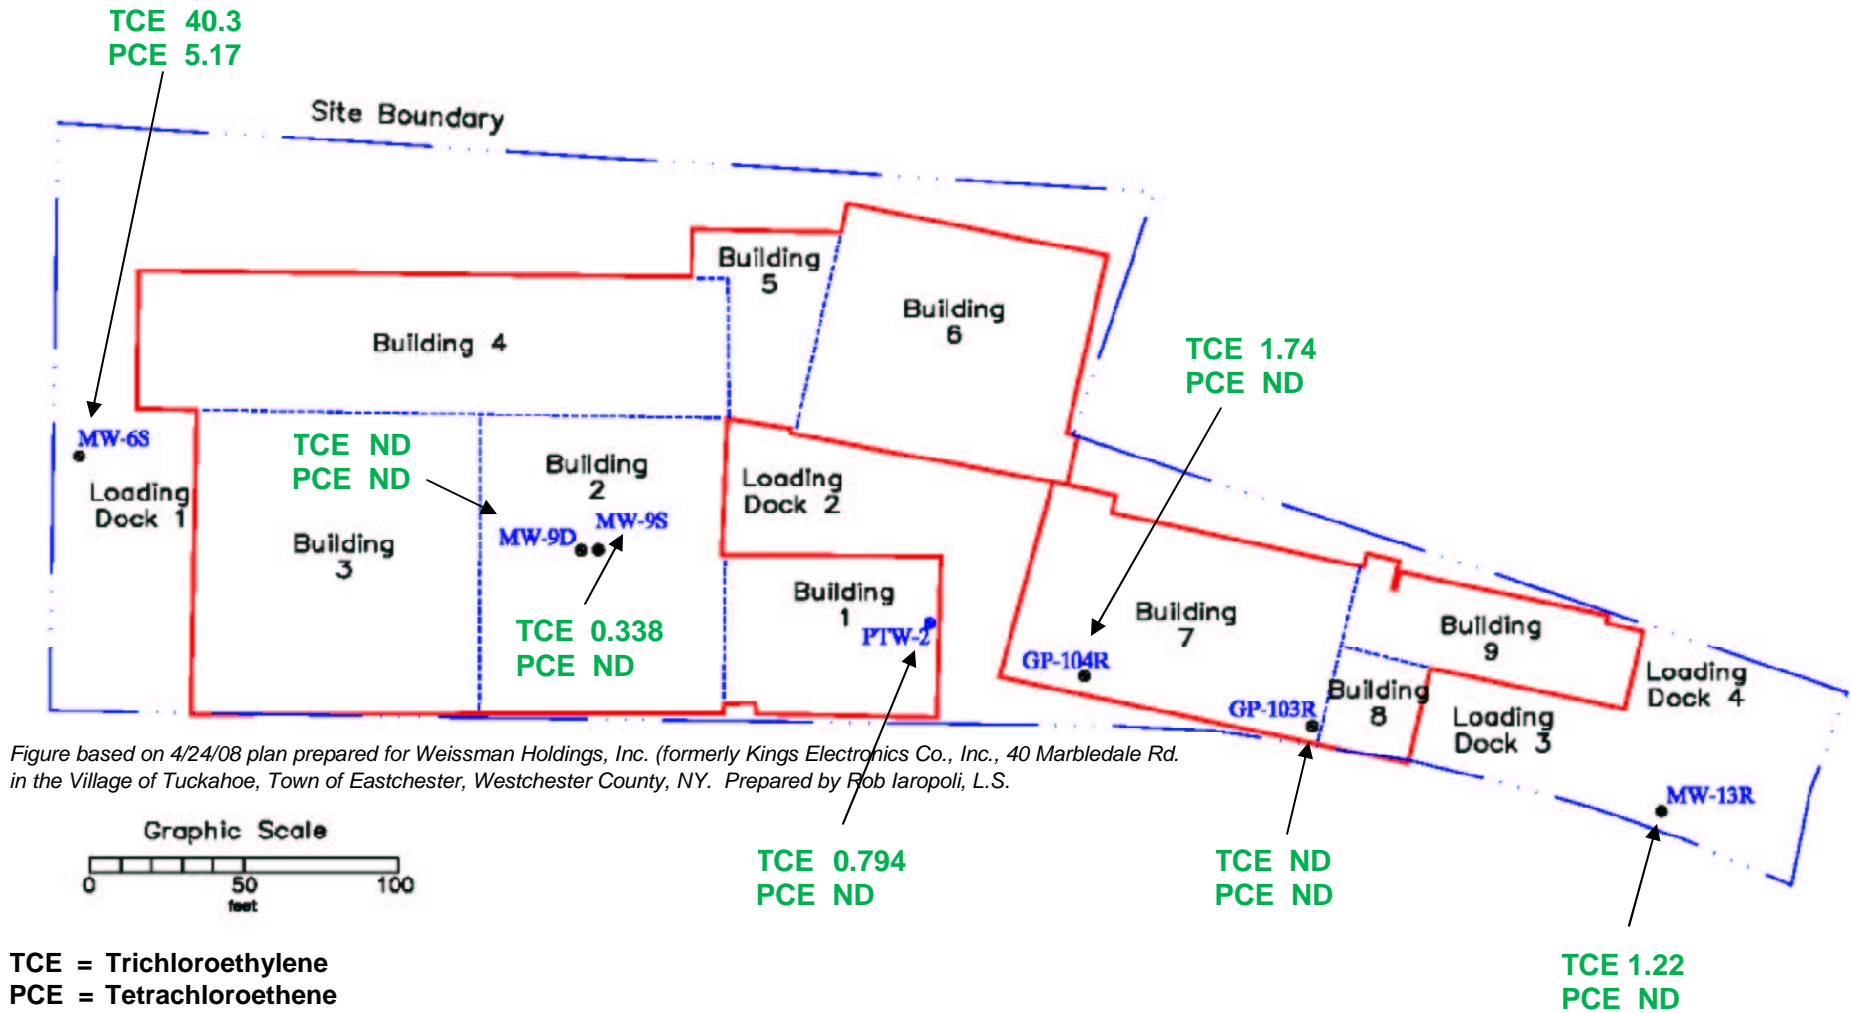 TCE 40.3
PCE 5.17
Site Boundary
Building
5
Building
6
Building 4
TCE 1.74
PCE ND
MW-6S
TCE ND
PCE ND
Building
2
Loading
Dock 1
Loading
Dock 2
MW-9S
MW-9D
Building
3
Building
1
PTW-2
TCE 0.338
PCE ND
Building
7
GP-104R
Building
9
Building
8
GP-103R
Loading
Dock 4
Loading
Dock 3
MW-13R
Figure based on 4/24/08 plan prepared for Weissman Holdings, Inc. (formerly Kings Electronics Co., Inc., 40 Marbledale Rd.
in the Village of Tuckahoe, Town of Eastchester, Westchester County, NY. Prepared by Rob Iaropoli, L.S.
Graphic Scale
0 50 100
feet
TCE 0.794
PCE ND
TCE ND
PCE ND
TCE 1.22
PCE ND
TCE = Trichloroethylene
PCE = Tetrachloroethene